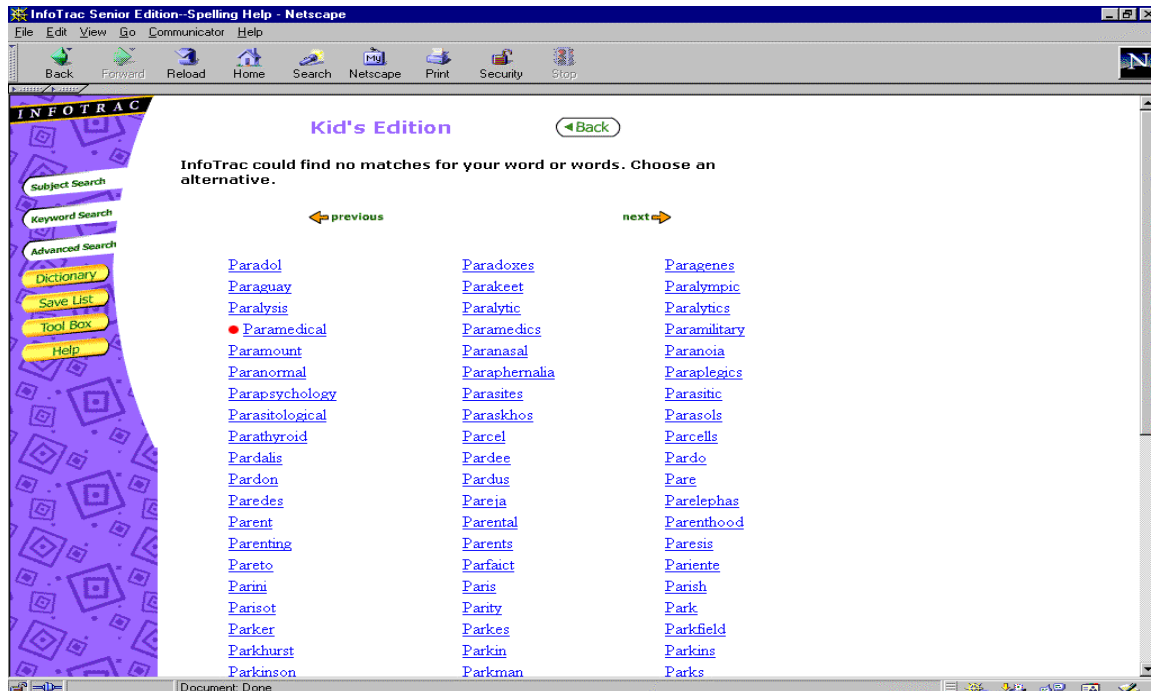 InfoTrac Senior Edition--Spelling Help - Netscape
File Edit View Go Communicator Help
My
Back Forward Reload Home Search Netscape Print Security Stop
N
INFOTRAC
Kid's Edition
Back
InfoTrac could find no matches for your word or words. Choose an
alternative.
Subject Search
Keyword Search
Advanced Search
Dictionary
Save List
Tool Box
Help
previous next
Paradol Paradoxes Paragenes
Paraguay Parakeet Paralympic
Paralysis Paralytic Paralytics
Paramedical Paramedics Paramilitary
Paramount Paranasal Paranoia
Paranormal Paraphernalia Paraplegics
Parapsychology Parasites Parasitic
Parasitological Paraskhos Parasols
Parathyroid Parcel Parcells
Pardalis Pardee Pardo
Pardon Pardus Pare
Paredes Pareja Parelephas
Parent Parental Parenthood
Parenting Parents Paresis
Pareto Parfaict Pariente
Parini Paris Parish
Parisot Parity Park
Parker Parkes Parkfield
Parkhurst Parkin Parkins
Parkinson Parkman Parks
Document: Done